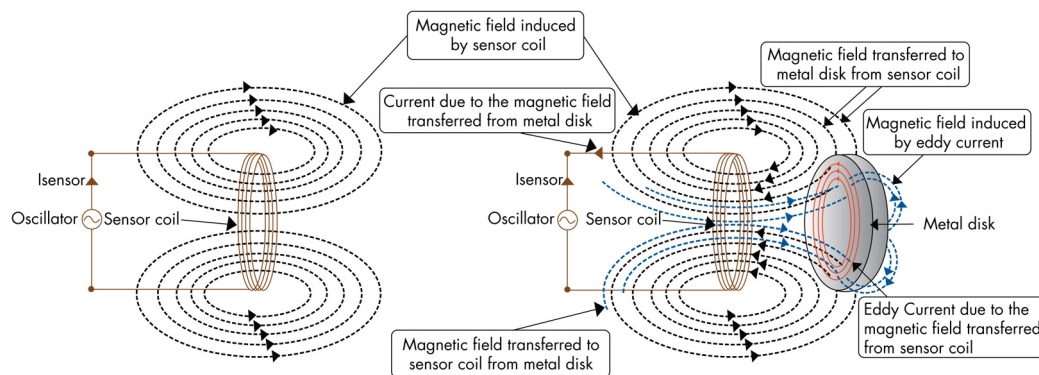 Magnetic field induced
by sensor coil
Magnetic field transferred to
metal disk from sensor coil
Current due to the magnetic field
transferred from metal disk
Magnetic field induced
by eddy current
Isensor
Oscillator
Sensor coil
Isensor
Oscillator
Sensor coil
Metal disk
Eddy Current due to the
magnetic field transferred
from sensor coil
Magnetic field transferred to
sensor coil from metal disk